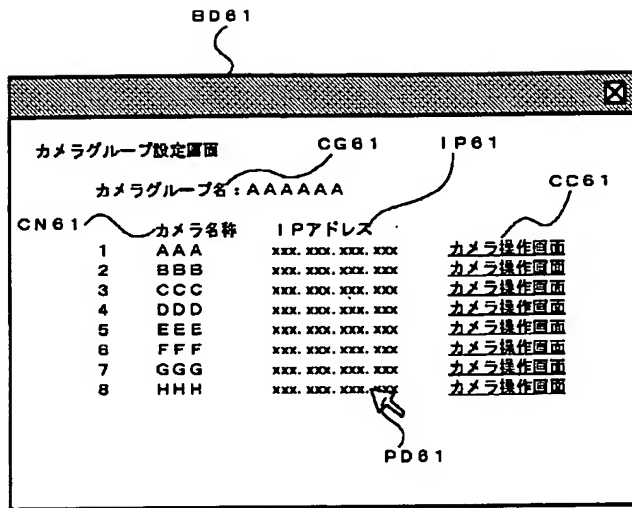 BD61
カメラグループ設定画面
CG61
IP61
カメラグループ名:AAAAAA
CC61
CN61
カメラ名称 IPアドレス
1 AAA xxx.xxx.xxx.xxx カメラ操作画面
2 BBB xxx.xxx.xxx.xxx カメラ操作画面
3 CCC xxx.xxx.xxx.xxx カメラ操作画面
4 DDD xxx.xxx.xxx.xxx カメラ操作画面
5 EEE xxx.xxx.xxx.xxx カメラ操作画面
6 FFF xxx.xxx.xxx.xxx カメラ操作画面
7 GGG xxx.xxx.xxx.xxx カメラ操作画面
8 HHH xxx.xxx.xxx.xxx カメラ操作画面
PD61